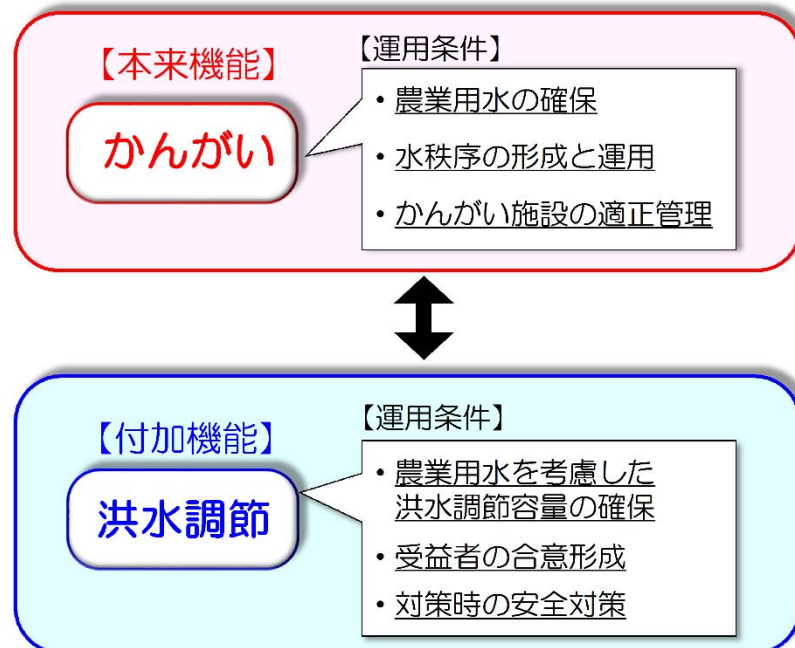 【本来機能】
かんがい
【運用条件】
・農業用水の確保
・水秩序の形成と運用
・かんがい施設の適正管理
【付加機能】
洪水調節
【運用条件】
・農業用水を考慮した
洪水調節容量の確保
・受益者の合意形成
・対策時の安全対策